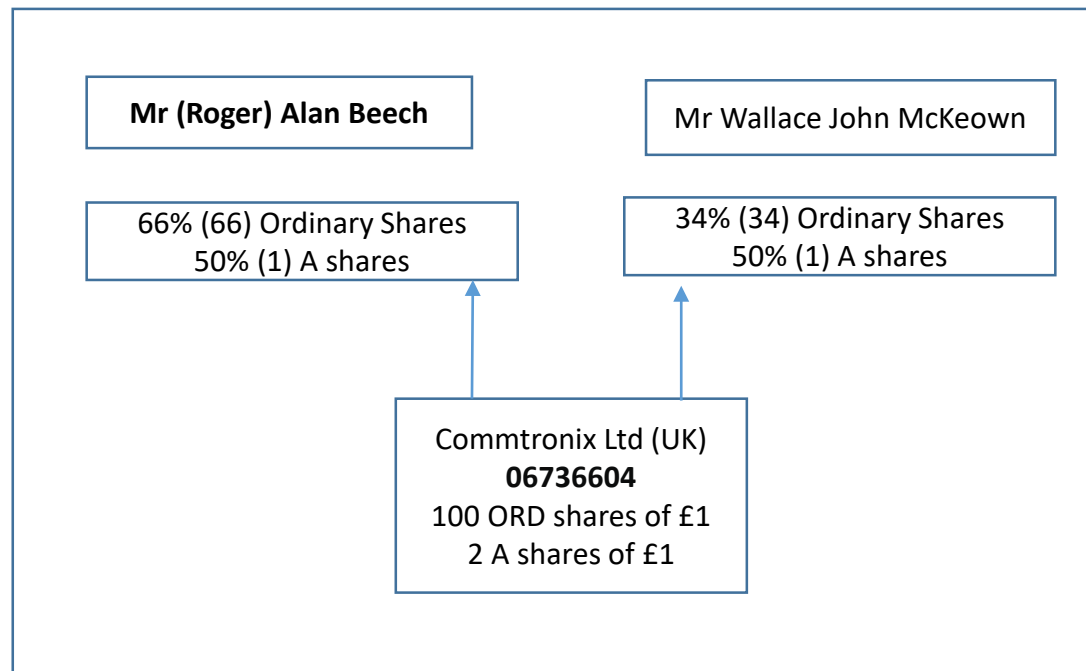 Mr (Roger) Alan Beech
Mr Wallace John McKeown
66% (66) Ordinary Shares
50% (1) A shares
34% (34) Ordinary Shares
50% (1) A shares
Commtronix Ltd (UK)
06736604
100 ORD shares of £1
2 A shares of £1